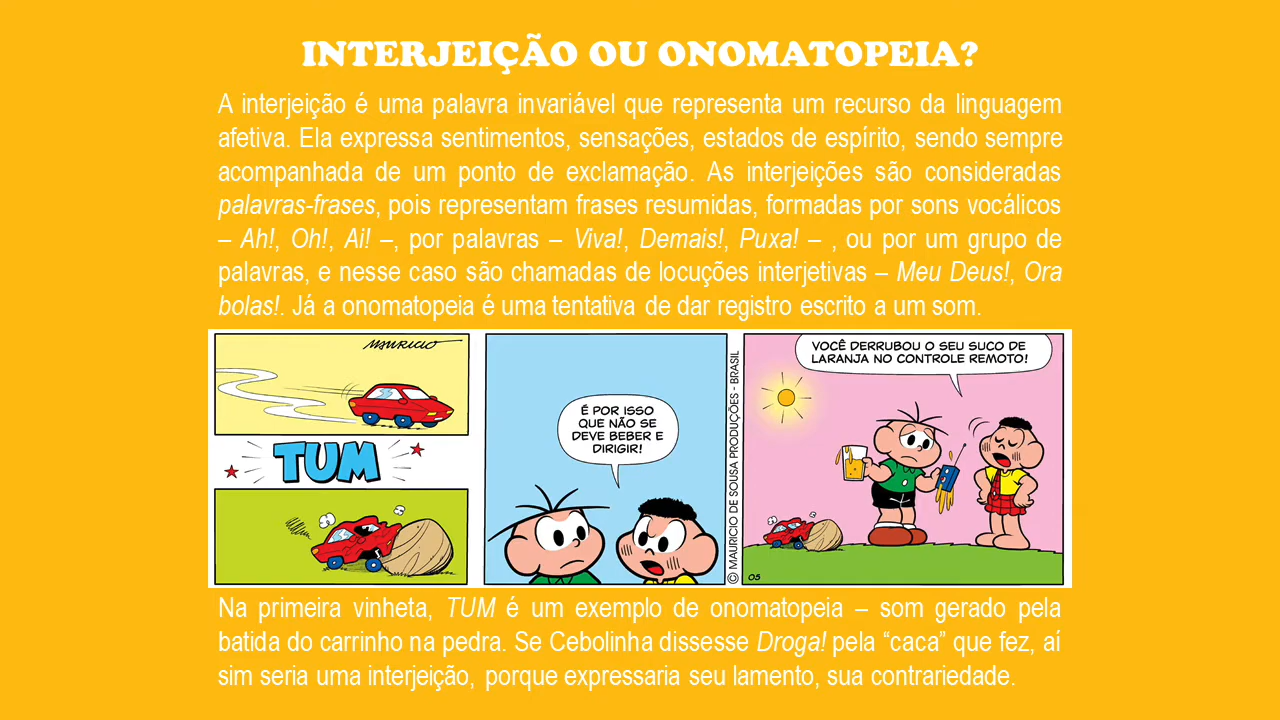 INTERJEIÇÃO OU ONOMATOPEIA?
A interjeição é uma palavra invariável que representa um recurso da linguagem
afetiva. Ela expressa sentimentos, sensações, estados de espírito, sendo sempre
acompanhada de um ponto de exclamação. As interjeições são consideradas
palavras-frases, pois representam frases resumidas, formadas por sons vocálicos
– Ah!, Oh!, Ai! –, por palavras – Viva!, Demais!, Puxa! – , ou por um grupo de
palavras, e nesse caso são chamadas de locuções interjetivas – Meu Deus!, Ora
bolas!. Já a onomatopeia é uma tentativa de dar registro escrito a um som.
MAURICIO
TUM
É POR ISSO
QUE NÃO SE
DEVE BEBER E
DIRIGIR!
© MAURICIO DE SOUSA PRODUÇÕES - BRASIL
VOCÊ DERRUBOU O SEU SUCO DE
LARANJA NO CONTROLE REMOTO!
05
Na primeira vinheta, TUM é um exemplo de onomatopeia – som gerado pela
batida do carrinho na pedra. Se Cebolinha dissesse Droga! pela “caca” que fez, aí
sim seria uma interjeição, porque expressaria seu lamento, sua contrariedade.